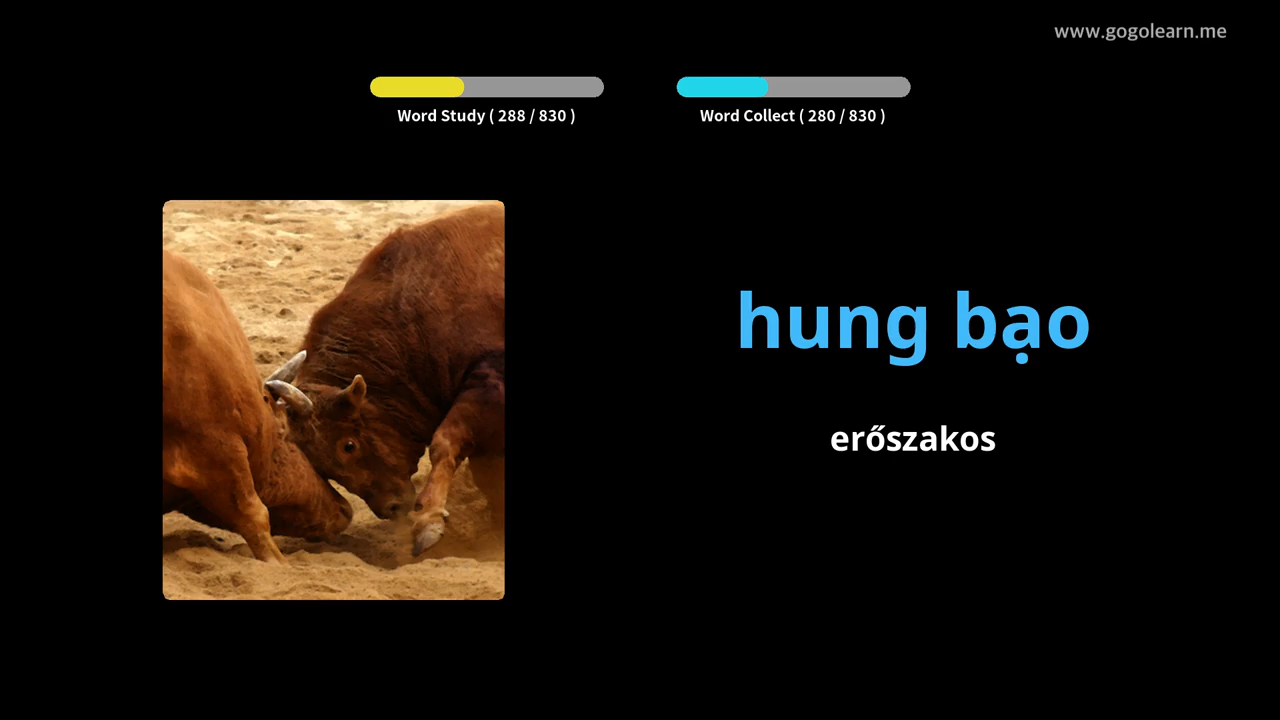 www.gogolearn.me
Word Study ( 288 / 830 )
Word Collect ( 280 / 830 )
hung bạo
erőszakos